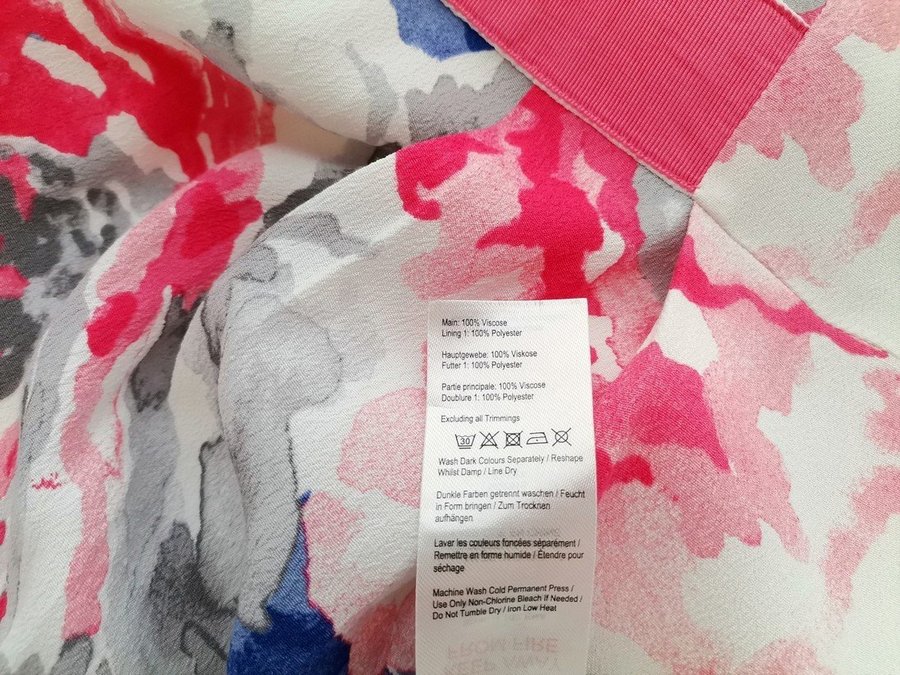 Main: 100% Viscose
Lining 1: 100% Polyester
Hauptgewebe: 100% Viskose
Futter 1: 100% Polyester
Partie principale: 100% Viscose
Doublure 1: 100% Polyester
Excluding all Trimmings
30
Wash Dark Colours Separately / Reshape
Whilst Damp / Line Dry
Dunkle Farben getrennt waschen / Feucht
in Form bringen / Zum Trocknen
aufhängen
Laver les couleurs foncées séparément /
Remettre en forme humide / Étendre pour
séchage
Machine Wash Cold Permanent Press /
Use Only Non-Chlorine Bleach If Needed /
Do Not Tumble Dry / Iron Low Heat
KEEP AWAY
FROM FIRE